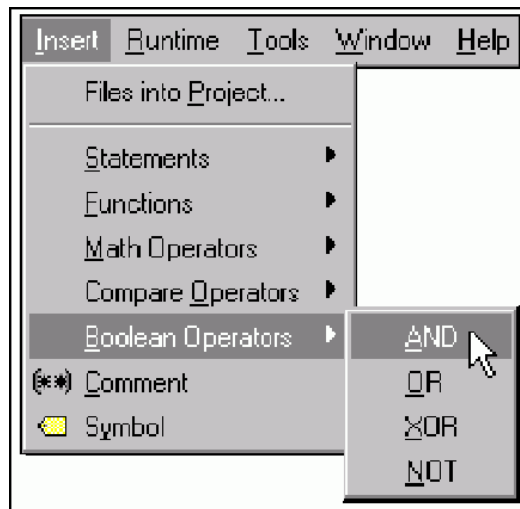 Insert Runtime Tools Window Help
Files into Project...
Statements
Functions
Math Operators
Compare Operators
Boolean Operators
AND
(**) Comment
OR
Symbol
XOR
NOT